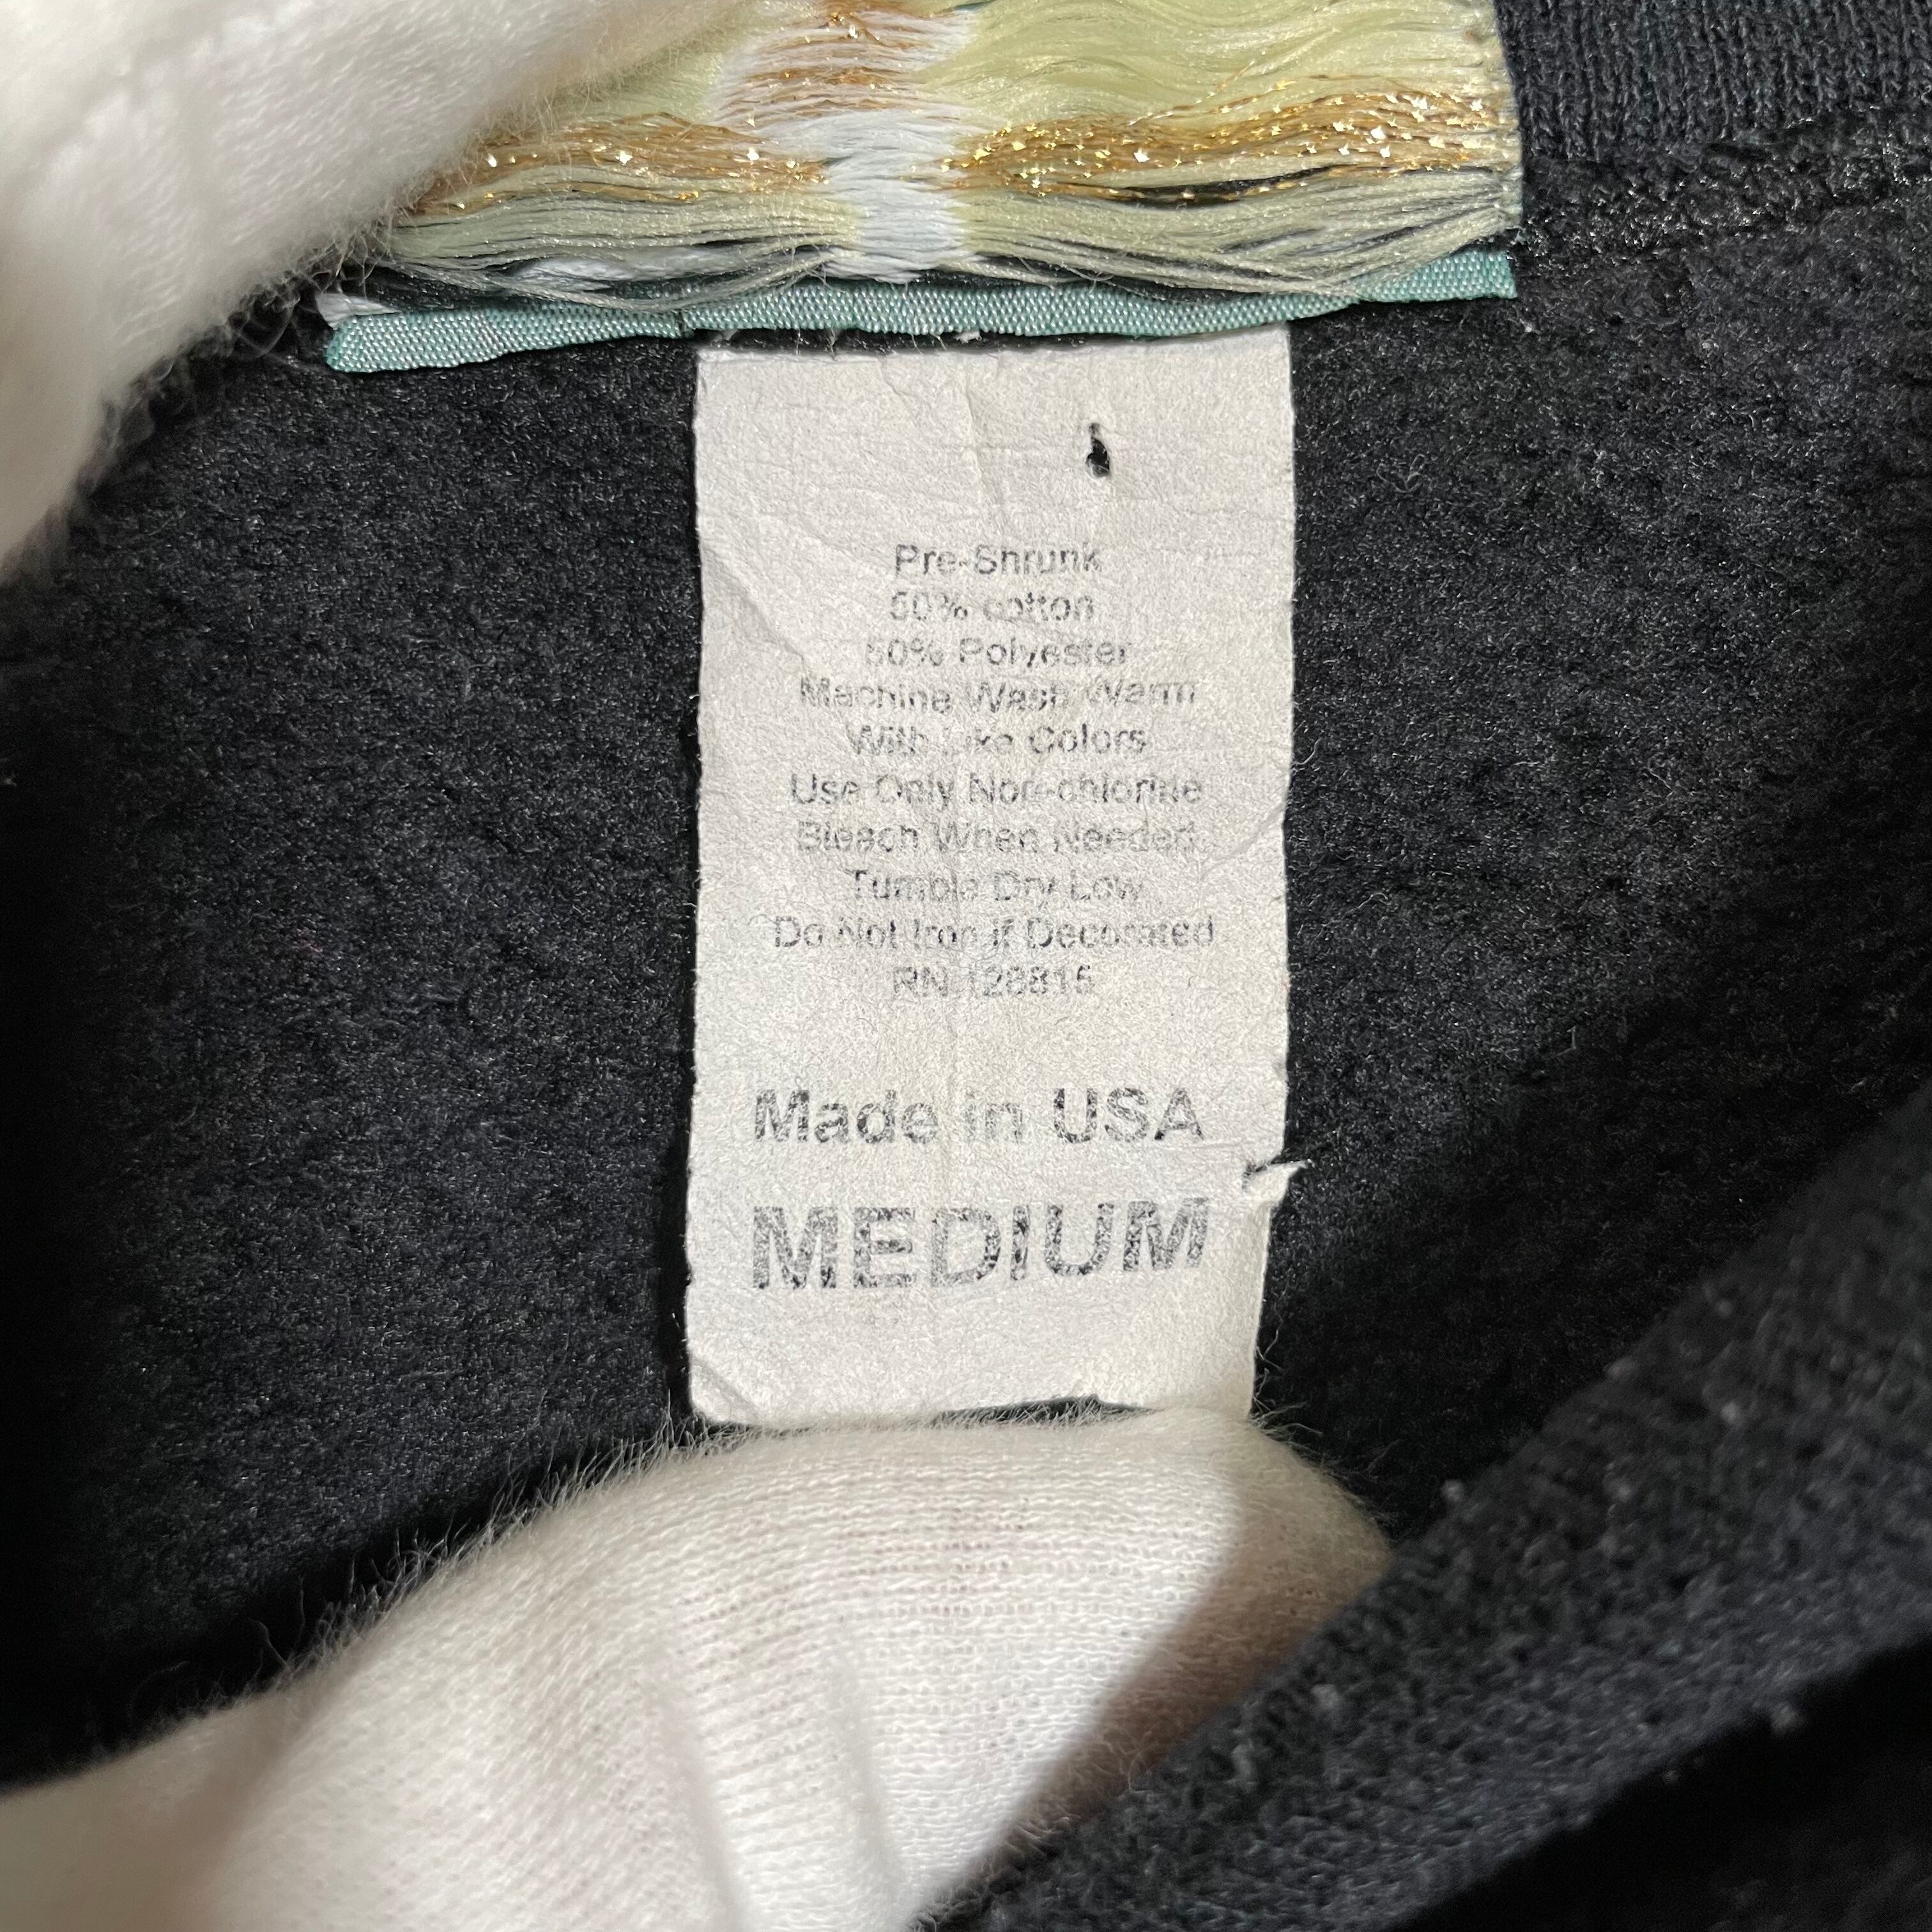 Pre-Shrunk
50% cotton
50% Polyester
Machine Wash Warm
With Like Colors
Use Only Non-chlorine
Bleach When Needed
Tumble Dry Low
Do Not Iron if Decorated
RN 128815
Made in USA
MEDIUM